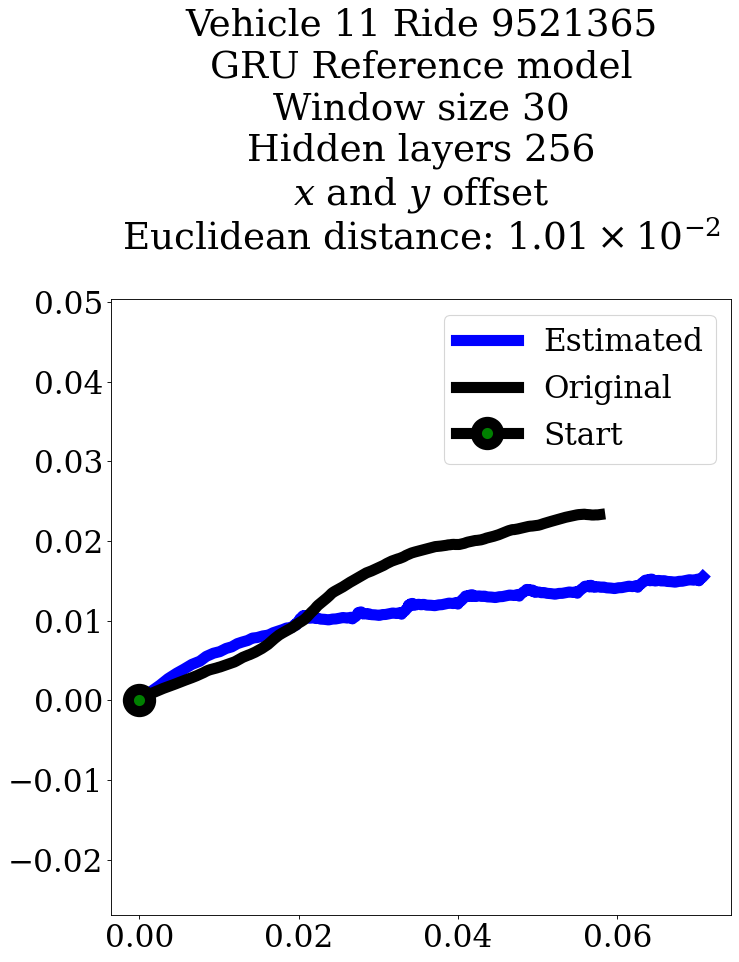 Vehicle 11 Ride 9521365
GRU Reference model
Window size 30
Hidden layers 256
x and y offset
Euclidean distance: 1.01 × 10⁻²
0.05
0.04
0.03
0.02
0.01
0.00
−0.01
−0.02
Estimated
Original
Start
0.00 0.02 0.04 0.06